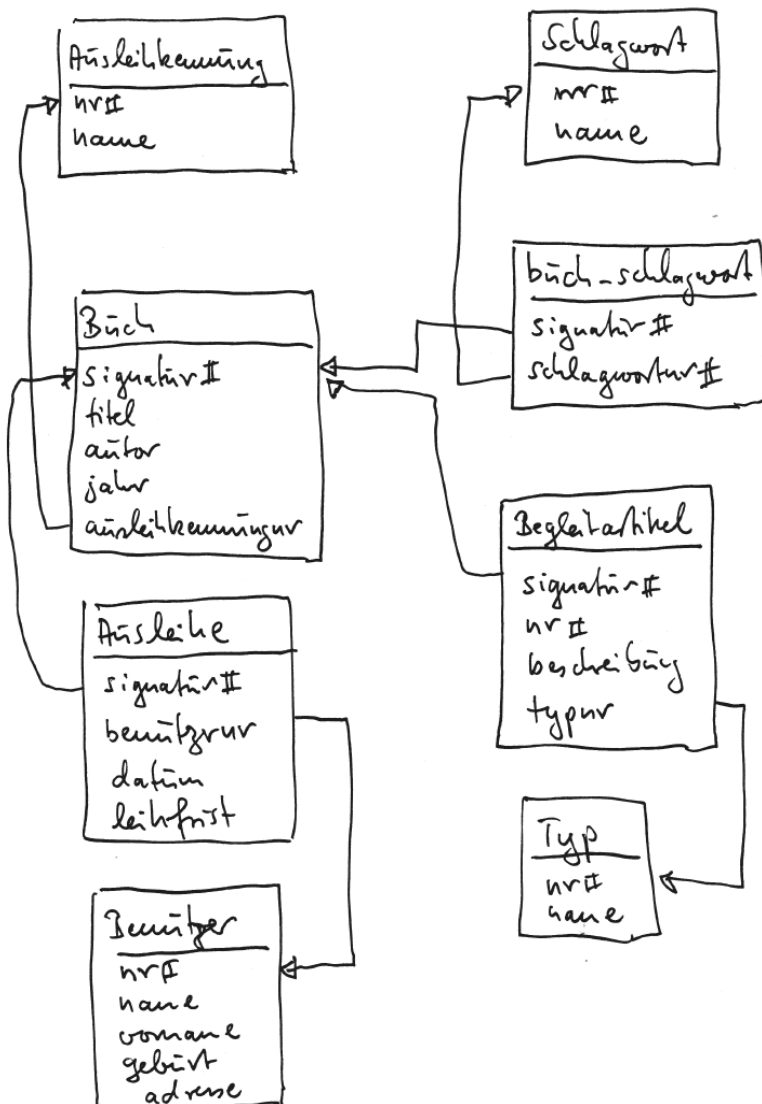 Ausleihkennung
nr#
name
Schlagwort
nr#
name
Buch
signatur#
titel
autor
jahr
ausleihkennungnr
buch_schlagwort
signatur#
schlagwortnr#
Ausleihe
signatur#
benutzrnr
datum
leihfrist
Begleitartikel
signatur#
nr#
beschreibung
typnr
Typ
nr#
name
Benutzer
nr#
name
vorname
geburt
adresse